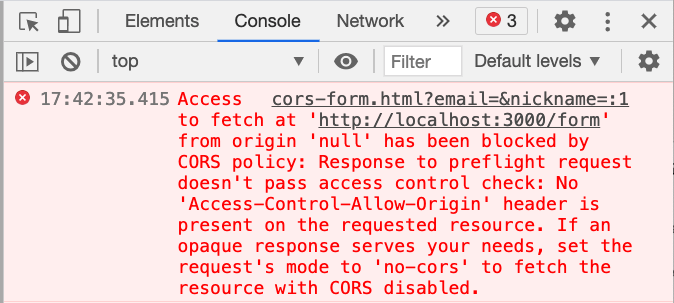 Elements Console Network » 3
top Filter Default levels ▼
17:42:35.415 Access cors-form.html?email=&nickname=:1
to fetch at 'http://localhost:3000/form'
from origin 'null' has been blocked by
CORS policy: Response to preflight request
doesn't pass access control check: No
'Access-Control-Allow-Origin' header is
present on the requested resource. If an
opaque response serves your needs, set the
request's mode to 'no-cors' to fetch the
resource with CORS disabled.